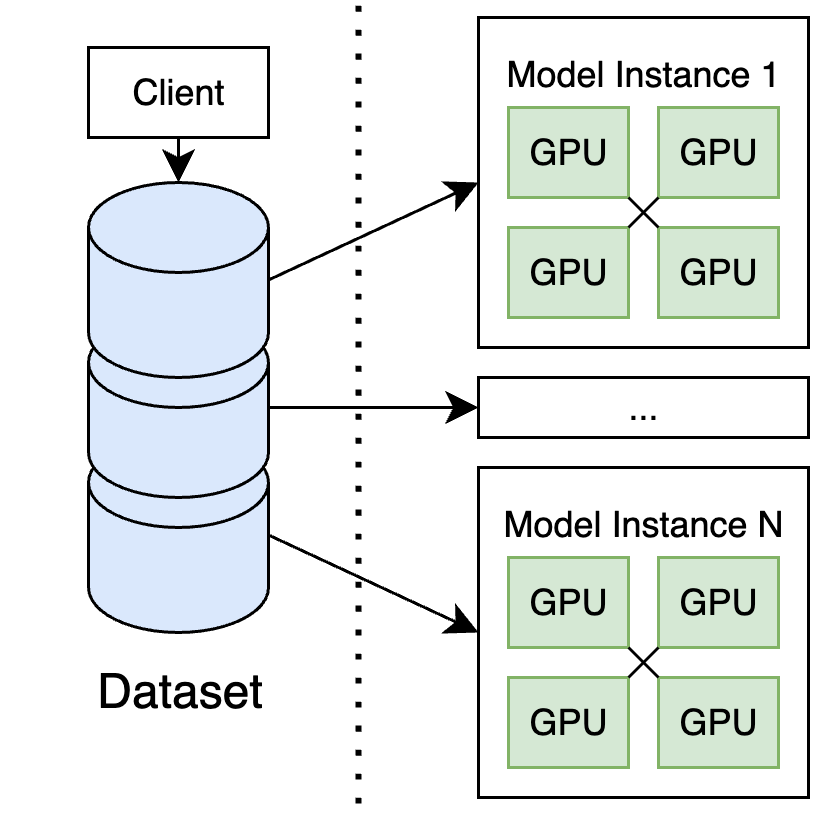 Client
Dataset
Model Instance 1
GPU GPU
GPU GPU
...
Model Instance N
GPU GPU
GPU GPU